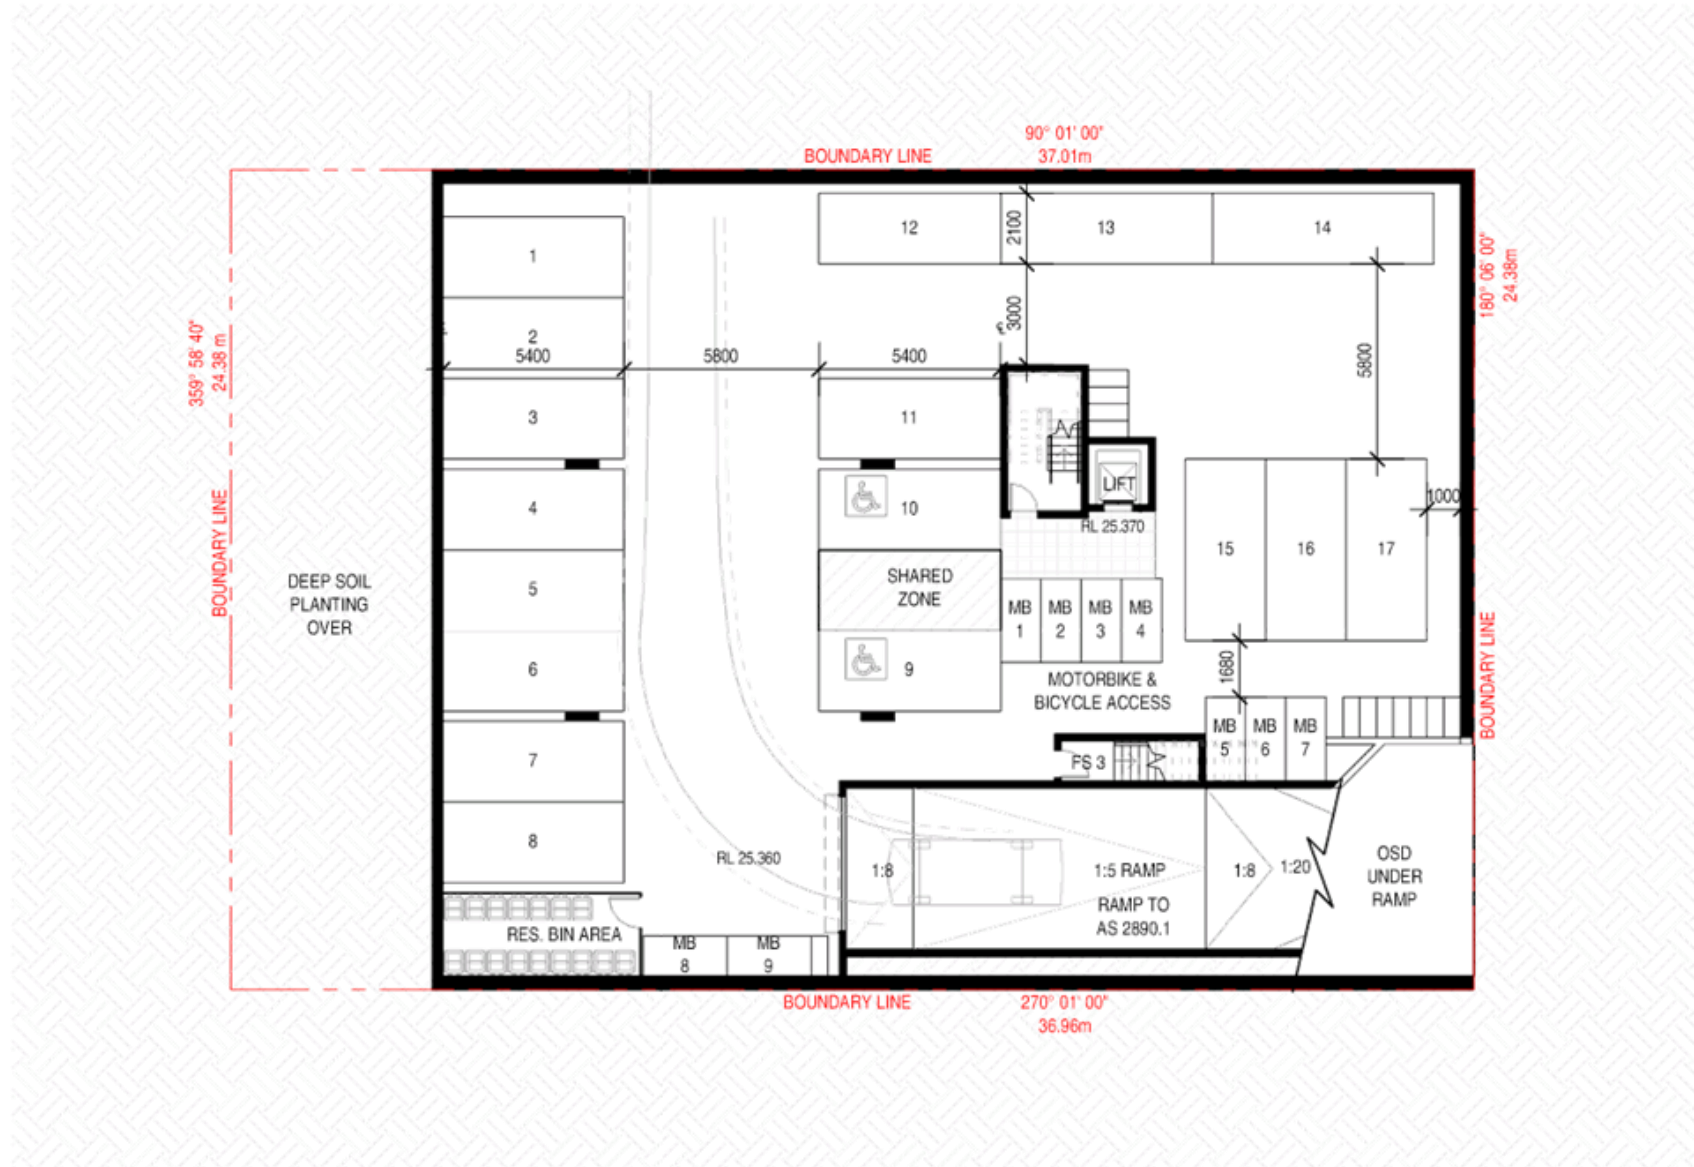 90° 01' 00"
BOUNDARY LINE
37.01m
12
13
14
2100
1
180° 06' 00"
24.38m
3000
359° 58' 40"
24.38 m
2
5400
5800
5400
5800
3
11
LIFT
4
10
1000
RL 25.370
BOUNDARY LINE
15
16
17
DEEP SOIL
PLANTING
OVER
5
SHARED
ZONE
MB
1
MB
2
MB
3
MB
4
6
9
1680
BOUNDARY LINE
MOTORBIKE &
BICYCLE ACCESS
MB
5
MB
6
MB
7
7
FS 3
8
RL 25.360
1:8
1:5 RAMP
1:8
1:20
OSD
UNDER
RAMP
RAMP TO
AS 2890.1
RES. BIN AREA
MB
8
MB
9
BOUNDARY LINE
270° 01' 00"
36.96m